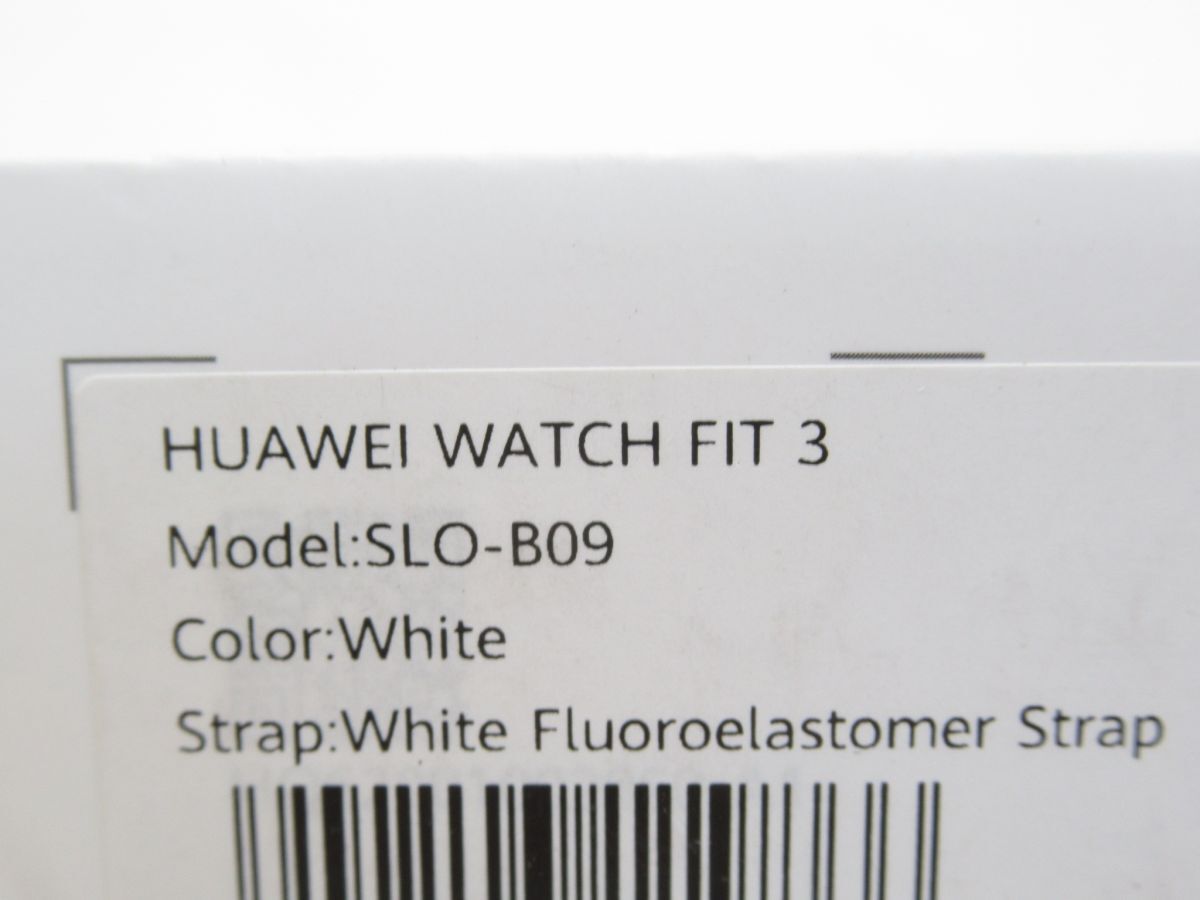 HUAWEI WATCH FIT 3
Model:SLO-B09
Color:White
Strap:White Fluoroelastomer Strap